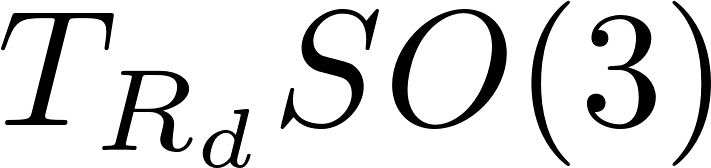 T_{R_d} SO(3)